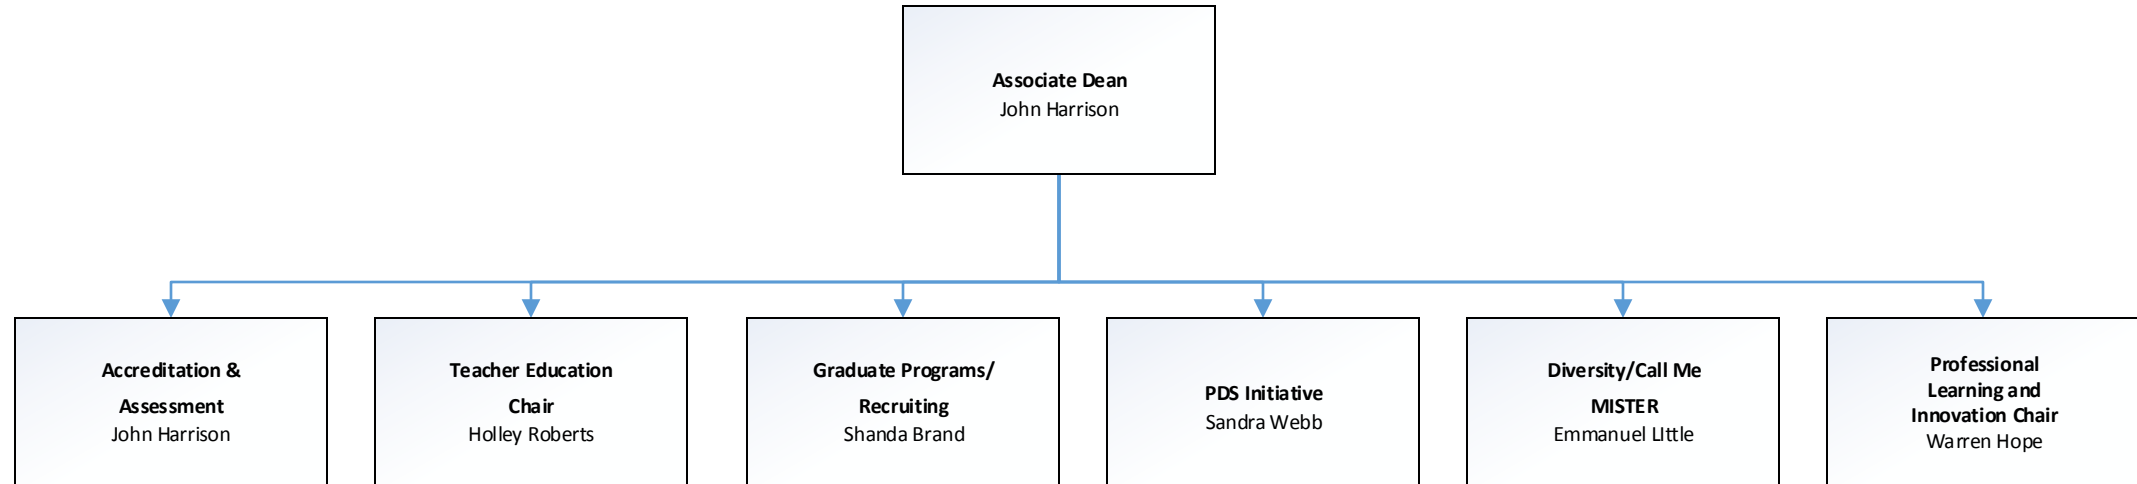 Associate Dean
John Harrison
Accreditation &
Assessment
John Harrison
Teacher Education
Chair
Holley Roberts
Graduate Programs/
Recruiting
Shanda Brand
PDS Initiative
Sandra Webb
Diversity/Call Me
MISTER
Emmanuel LIttle
Professional
Learning and
Innovation Chair
Warren Hope